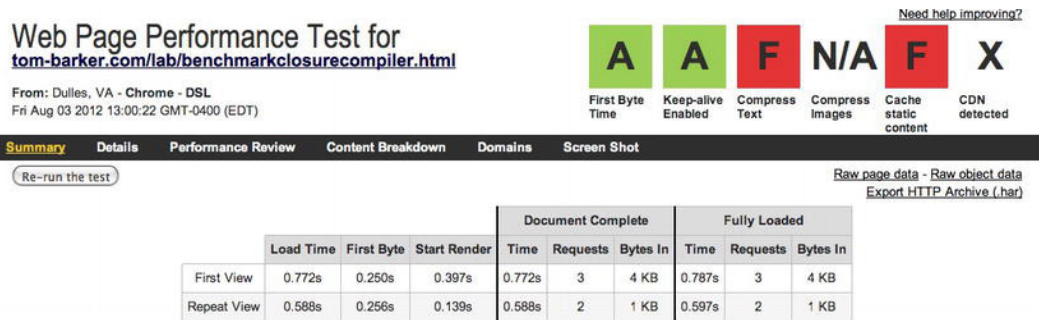 Need help improving?
Web Page Performance Test for
tom-barker.com/lab/benchmarkclosurecompiler.html
From: Dulles, VA - Chrome - DSL
Fri Aug 03 2012 13:00:22 GMT-0400 (EDT)
A A F N/A F X
First Byte Time
Keep-alive Enabled
Compress Text
Compress Images
Cache static content
CDN detected
Summary Details Performance Review Content Breakdown Domains Screen Shot
Re-run the test
Raw page data - Raw object data
Export HTTP Archive (.har)
Document Complete Fully Loaded
Load Time First Byte Start Render Time Requests Bytes In Time Requests Bytes In
First View 0.772s 0.250s 0.397s 0.772s 3 4 KB 0.787s 3 4 KB
Repeat View 0.588s 0.256s 0.139s 0.588s 2 1 KB 0.597s 2 1 KB